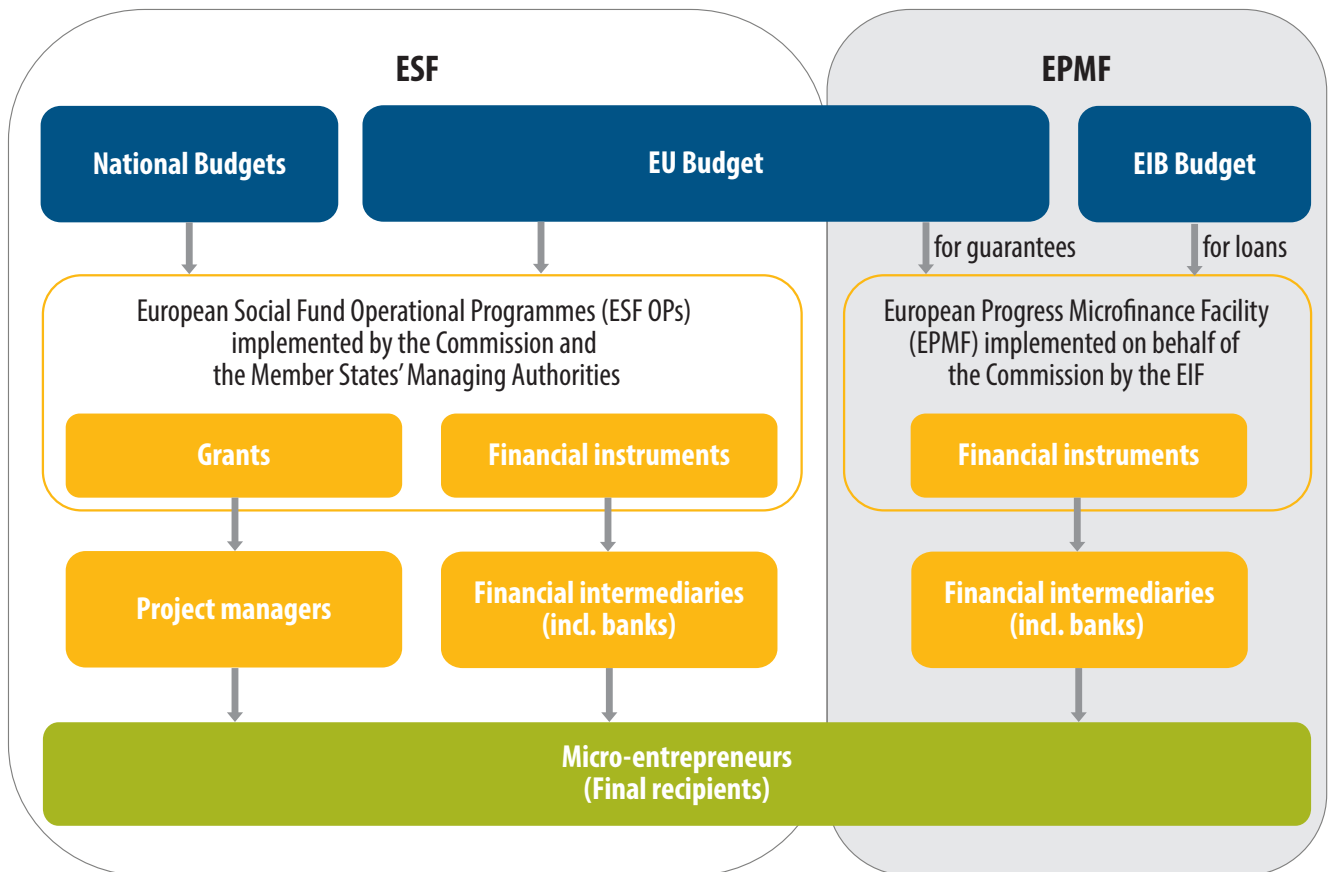 ESF
EPMF
National Budgets
EU Budget
EIB Budget
for guarantees
for loans
European Social Fund Operational Programmes (ESF OPs)
implemented by the Commission and
the Member States’ Managing Authorities
European Progress Microfinance Facility
(EPMF) implemented on behalf of
the Commission by the EIF
Grants
Financial instruments
Financial instruments
Project managers
Financial intermediaries
(incl. banks)
Financial intermediaries
(incl. banks)
Micro-entrepreneurs
(Final recipients)